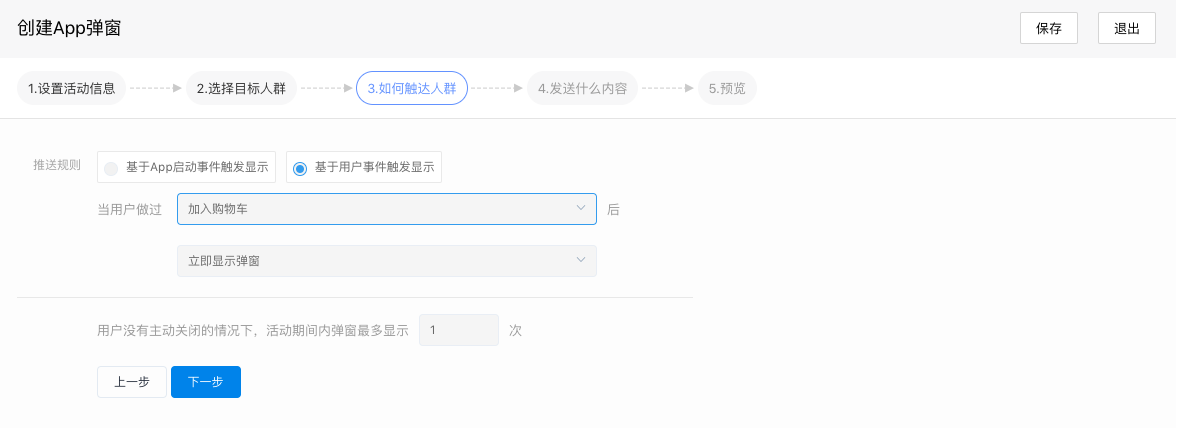 创建App弹窗 保存 退出
1.设置活动信息 2.选择目标人群 3.如何触达人群 4.发送什么内容 5.预览
推送规则 基于App启动事件触发显示 基于用户事件触发显示
当用户做过 加入购物车 后
立即显示弹窗
用户没有主动关闭的情况下，活动期间内弹窗最多显示 1 次
上一步 下一步